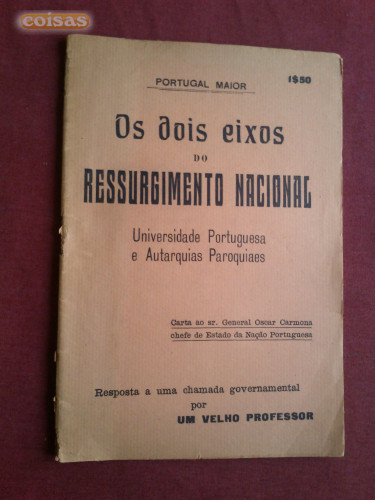 coisas
PORTUGAL MAIOR
1$50
Os dois eixos
DO
RESSURGIMENTO NACIONAL
Universidade Portuguesa
e Autarquias Paroquiaes
Carta ao sr. General Oscar Carmona
chefe de Estado da Nação Portuguesa
Resposta a uma chamada governamental
por
UM VELHO PROFESSOR